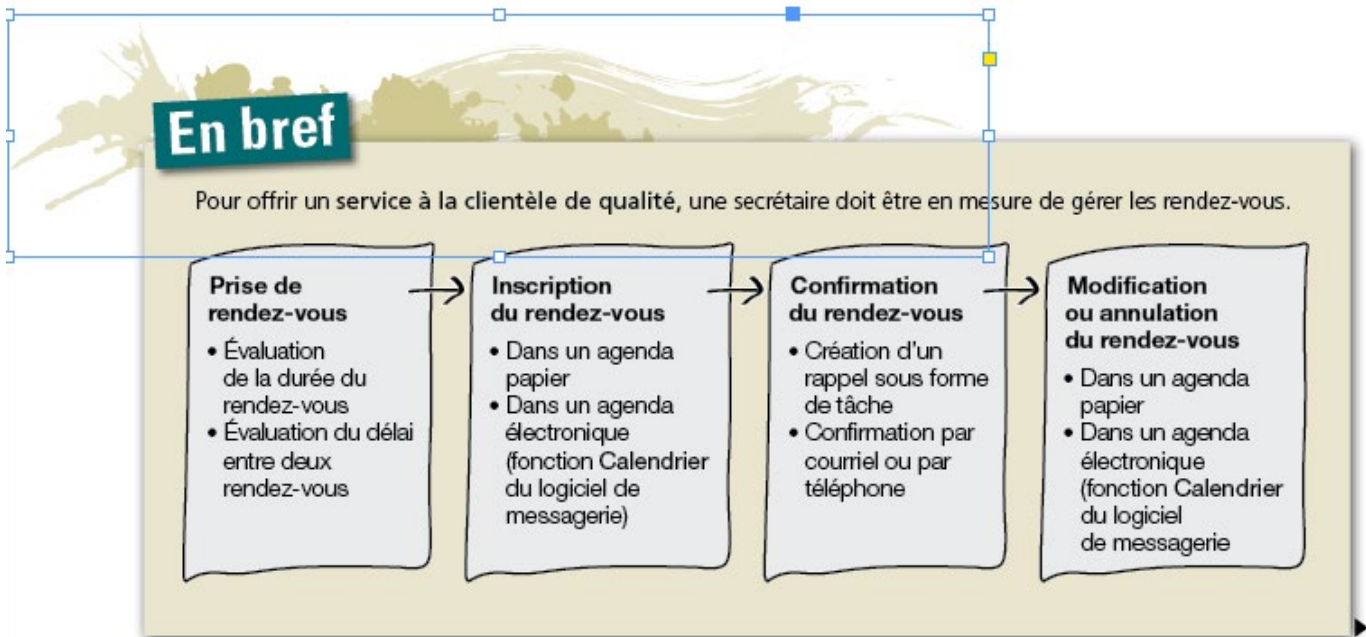 En bref
Pour offrir un service à la clientèle de qualité, une secrétaire doit être en mesure de gérer les rendez-vous.
Prise de
rendez-vous
• Évaluation
de la durée du
rendez-vous
• Évaluation du délai
entre deux
rendez-vous
Inscription
du rendez-vous
• Dans un agenda
papier
• Dans un agenda
électronique
(fonction Calendrier
du logiciel de
messagerie)
Confirmation
du rendez-vous
• Création d'un
rappel sous forme
de tâche
• Confirmation par
courriel ou par
téléphone
Modification
ou annulation
du rendez-vous
• Dans un agenda
papier
• Dans un agenda
électronique
(fonction Calendrier
du logiciel
de messagerie